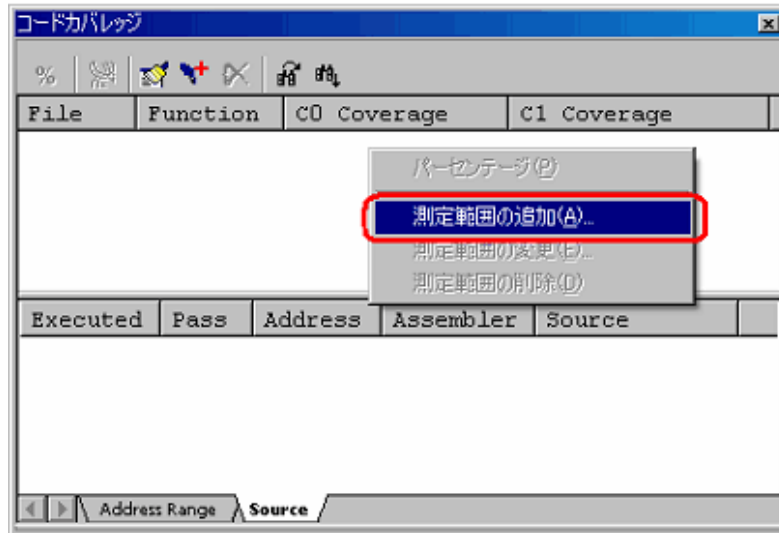 コードカバレッジ
%
File Function C0 Coverage C1 Coverage
パーセンテージ(P)
測定範囲の追加(A)...
測定範囲の変更(E)...
測定範囲の削除(D)
Executed Pass Address Assembler Source
Address Range Source